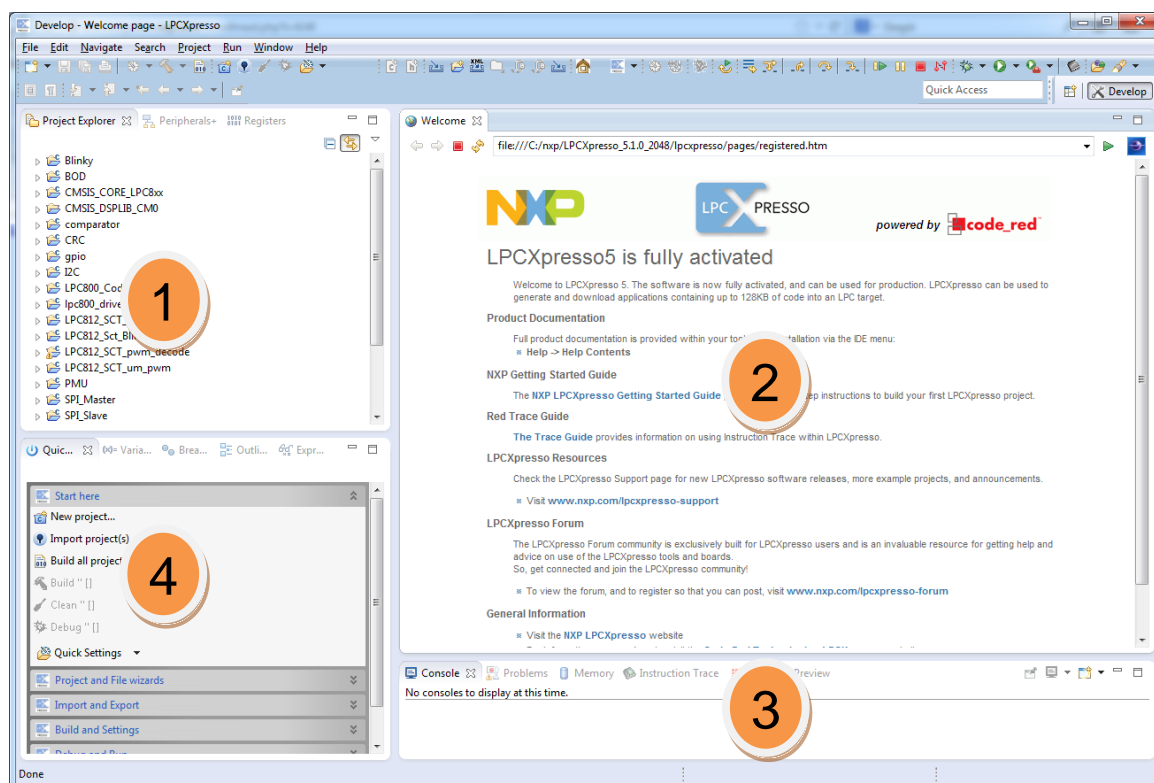 Develop - Welcome page - LPCXpresso
File Edit Navigate Search Project Run Window Help
Quick Access
Develop
Project Explorer Peripherals+ Registers
Blinky
BOD
CMSIS_CORE_LPC8xx
CMSIS_DSPLIB_CM0
comparator
CRC
gpio
I2C
LPC800_Cod
lpc800_drive
LPC812_SCT_
LPC812_Sct_Bli
LPC812_SCT_pwm_decode
LPC812_SCT_um_pwm
PMU
SPI_Master
SPI_Slave
1
Quic... (x)= Varia... Brea... Outli... Expr...
Start here
New project...
Import project(s)
Build all project
Build '' []
Clean '' []
Debug '' []
Quick Settings
Project and File wizards
Import and Export
Build and Settings
4
Done
Welcome
file:///C:/nxp/LPCXpresso_5.1.0_2048/lpcxpresso/pages/registered.htm
NXP LPCXPRESSO powered by code_red
LPCXpresso5 is fully activated
Welcome to LPCXpresso 5. The software is now fully activated, and can be used for production. LPCXpresso can be used to
generate and download applications containing up to 128KB of code into an LPC target.
Product Documentation
Full product documentation is provided within your too allation via the IDE menu:
Help -> Help Contents
NXP Getting Started Guide
The NXP LPCXpresso Getting Started Guide ep instructions to build your first LPCXpresso project.
Red Trace Guide
The Trace Guide provides information on using Instruction Trace within LPCXpresso.
LPCXpresso Resources
Check the LPCXpresso Support page for new LPCXpresso software releases, more example projects, and announcements.
Visit www.nxp.com/lpcxpresso-support
LPCXpresso Forum
The LPCXpresso Forum community is exclusively built for LPCXpresso users and is an invaluable resource for getting help and
advice on use of the LPCXpresso tools and boards.
So, get connected and join the LPCXpresso community!
To view the forum, and to register so that you can post, visit www.nxp.com/lpcxpresso-forum
General Information
Visit the NXP LPCXpresso website
2
Console Problems Memory Instruction Trace Preview
No consoles to display at this time.
3